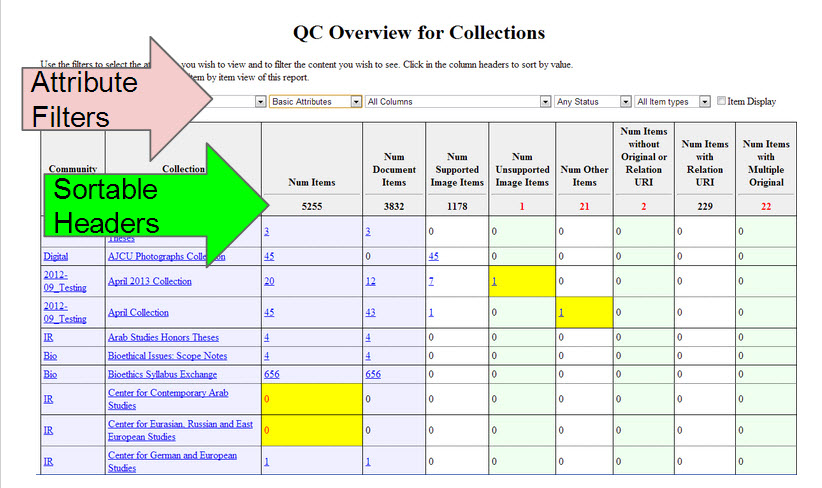 QC Overview for Collections
Use the filters to select the at you wish to view and to filter the content you wish to see. Click in the column headers to sort by value.
item by item view of this report.
Attribute
Filters
Basic Attributes All Columns Any Status All Item types Item Display
Community Collection Num Items Num Document Items Num Supported Image Items Num Unsupported Image Items Num Other Items Num Items without Original or Relation URI Num Items with Relation URI Num Items with Multiple Original
Sortable
Headers
5255 3832 1178 1 21 2 229 22
Theses 3 3 0 0 0 0 0 0
Digital AJCU Photographs Collection 45 0 45 0 0 0 0 0
2012-09_Testing April 2013 Collection 20 12 7 1 0 0 0 0
2012-09_Testing April Collection 45 43 1 0 1 0 0 0
IR Arab Studies Honors Theses 4 4 0 0 0 0 0 0
Bio Bioethical Issues: Scope Notes 4 4 0 0 0 0 0 0
Bio Bioethics Syllabus Exchange 656 656 0 0 0 0 0 0
IR Center for Contemporary Arab Studies 0 0 0 0 0 0 0 0
IR Center for Eurasian, Russian and East European Studies 0 0 0 0 0 0 0 0
IR Center for German and European Studies 1 1 0 0 0 0 0 0